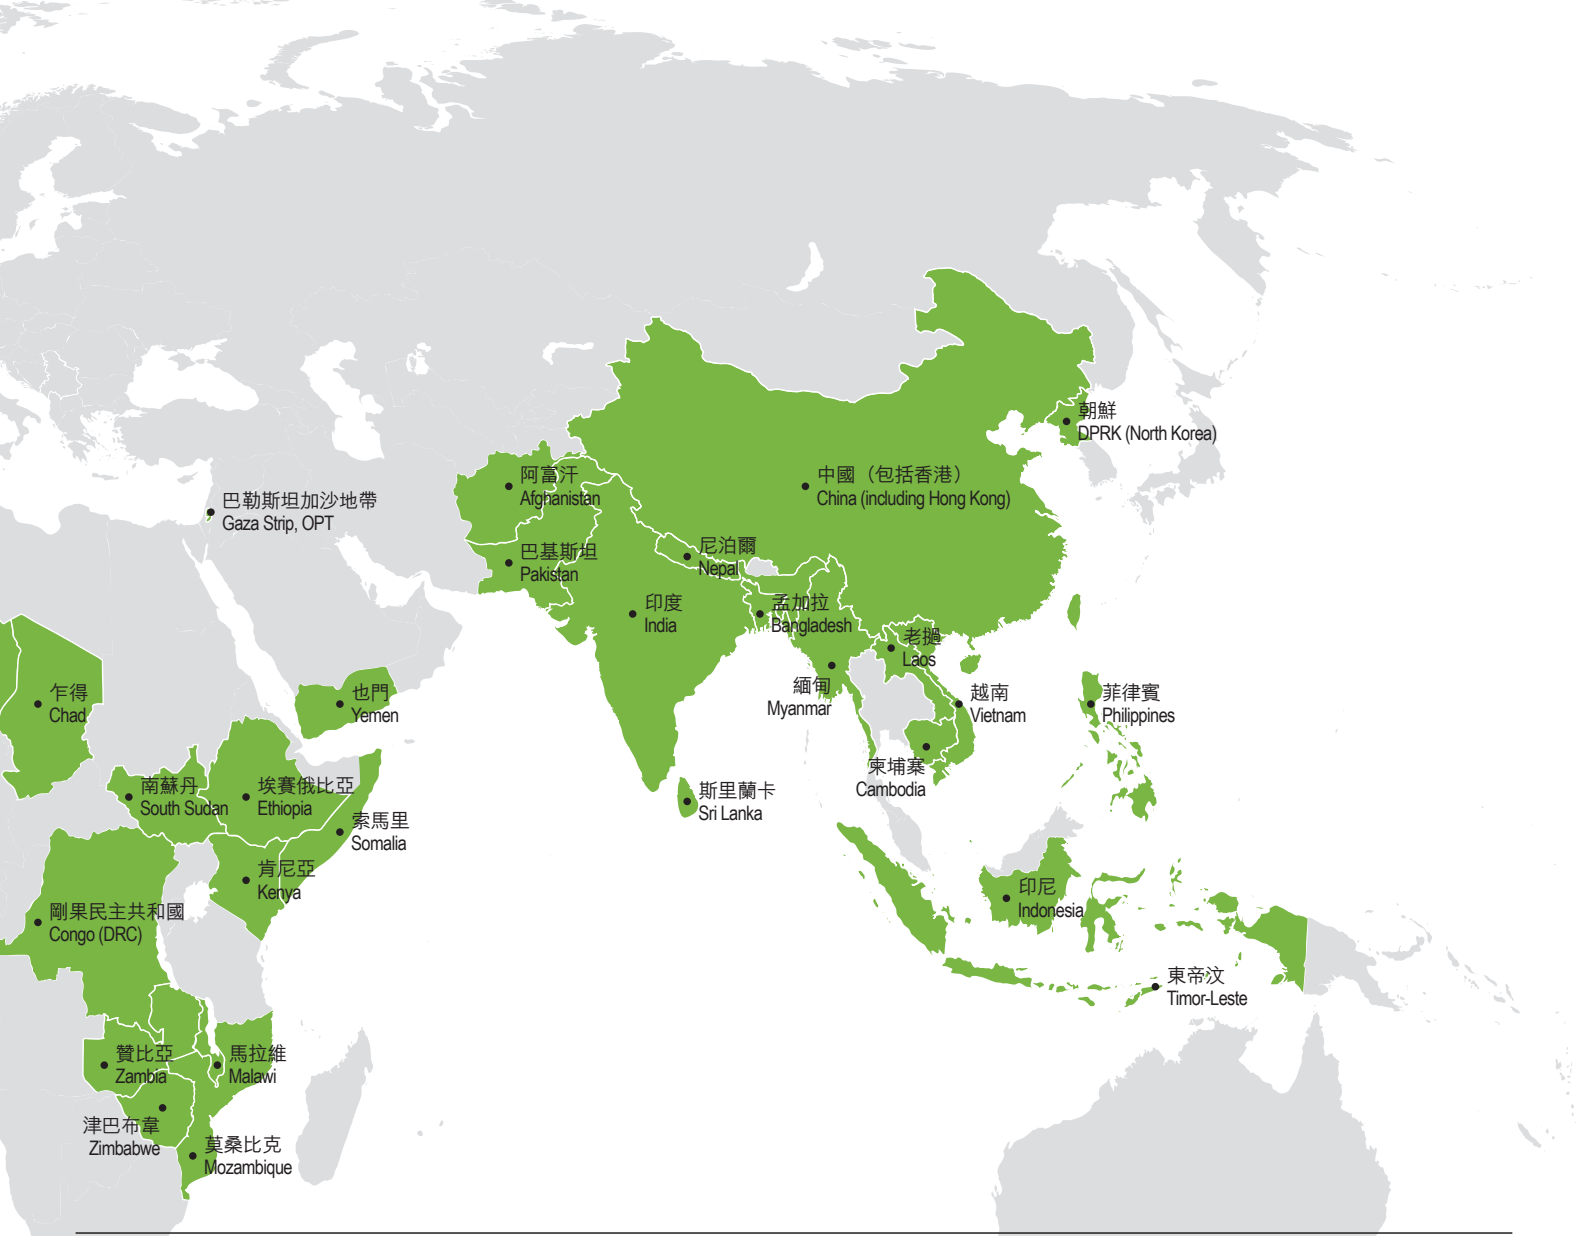 朝鮮
DPRK (North Korea)
阿富汗
Afghanistan
中國（包括香港）
China (including Hong Kong)
巴勒斯坦加沙地帶
Gaza Strip, OPT
巴基斯坦
Pakistan
尼泊爾
Nepal
印度
India
孟加拉
Bangladesh
老撾
Laos
緬甸
Myanmar
越南
Vietnam
菲律賓
Philippines
乍得
Chad
也門
Yemen
柬埔寨
Cambodia
南蘇丹
South Sudan
埃塞俄比亞
Ethiopia
斯里蘭卡
Sri Lanka
索馬里
Somalia
肯尼亞
Kenya
印尼
Indonesia
剛果民主共和國
Congo (DRC)
東帝汶
Timor-Leste
贊比亞
Zambia
馬拉維
Malawi
津巴布韋
Zimbabwe
莫桑比克
Mozambique